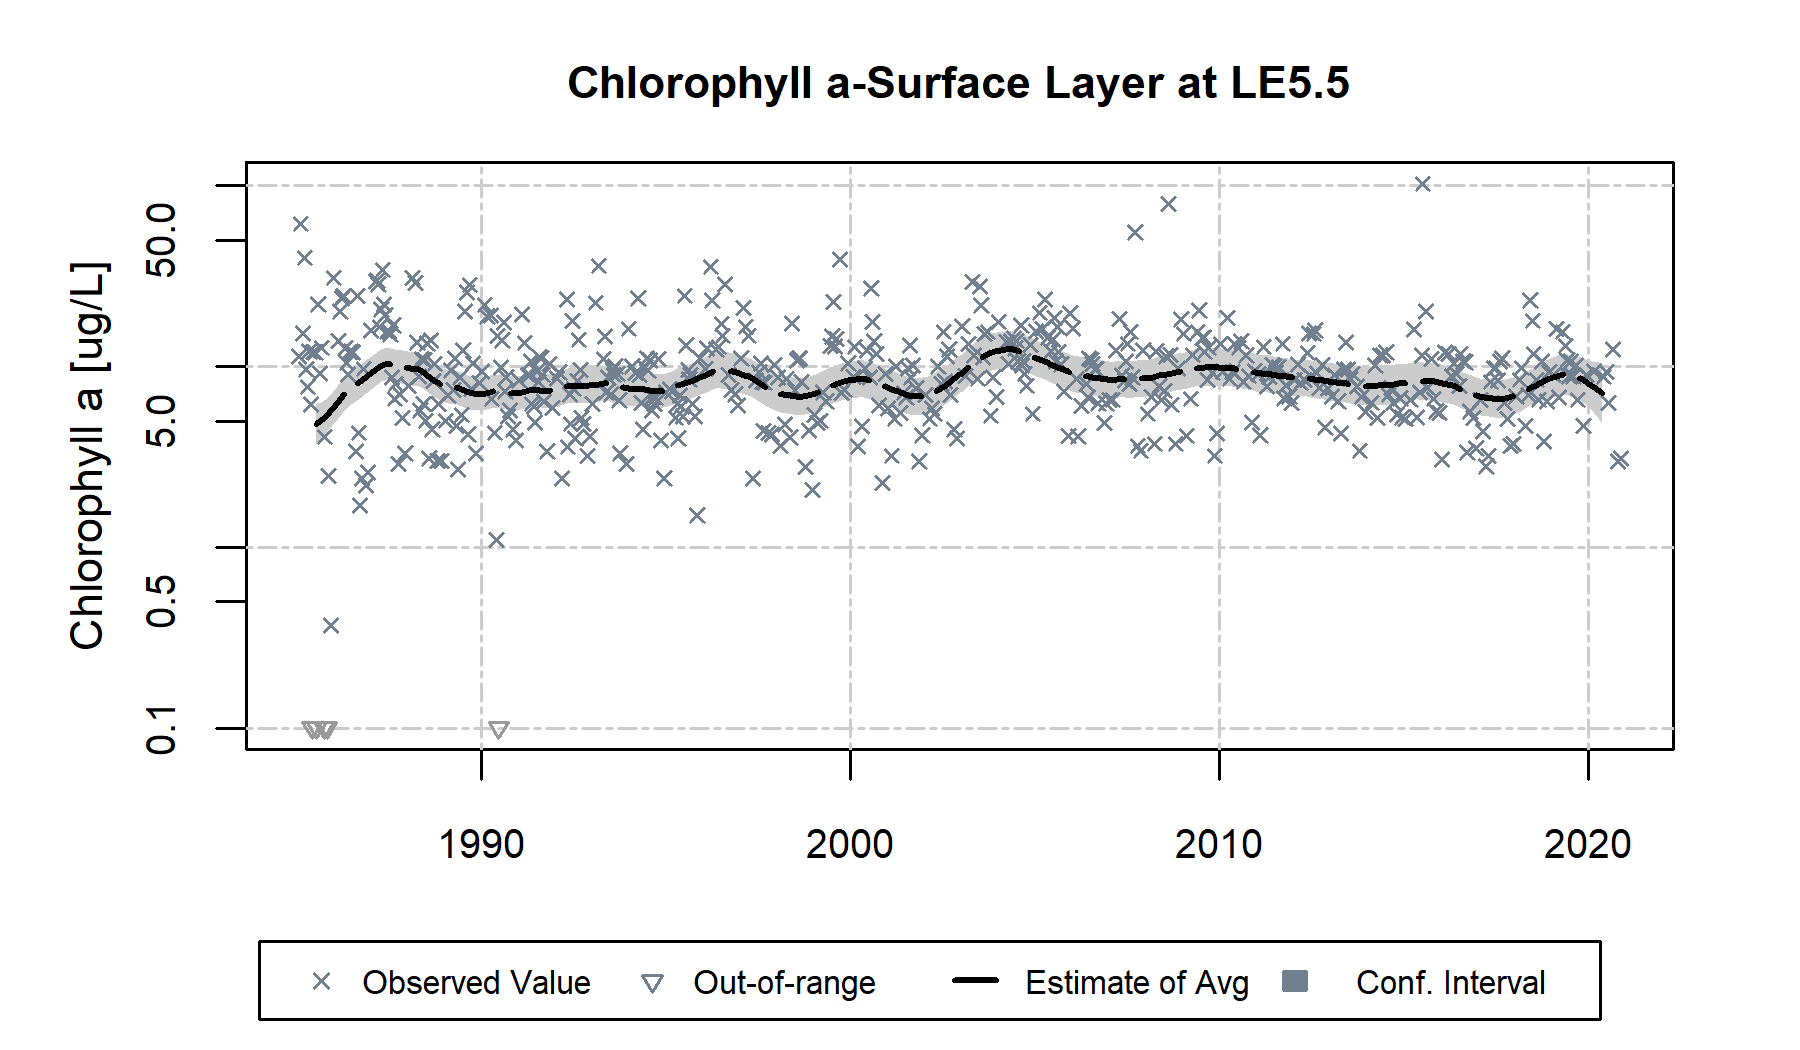 Chlorophyll a-Surface Layer at LE5.5
Chlorophyll a [ug/L]
50.0
5.0
0.5
0.1
1990 2000 2010 2020
Observed Value Out-of-range Estimate of Avg Conf. Interval